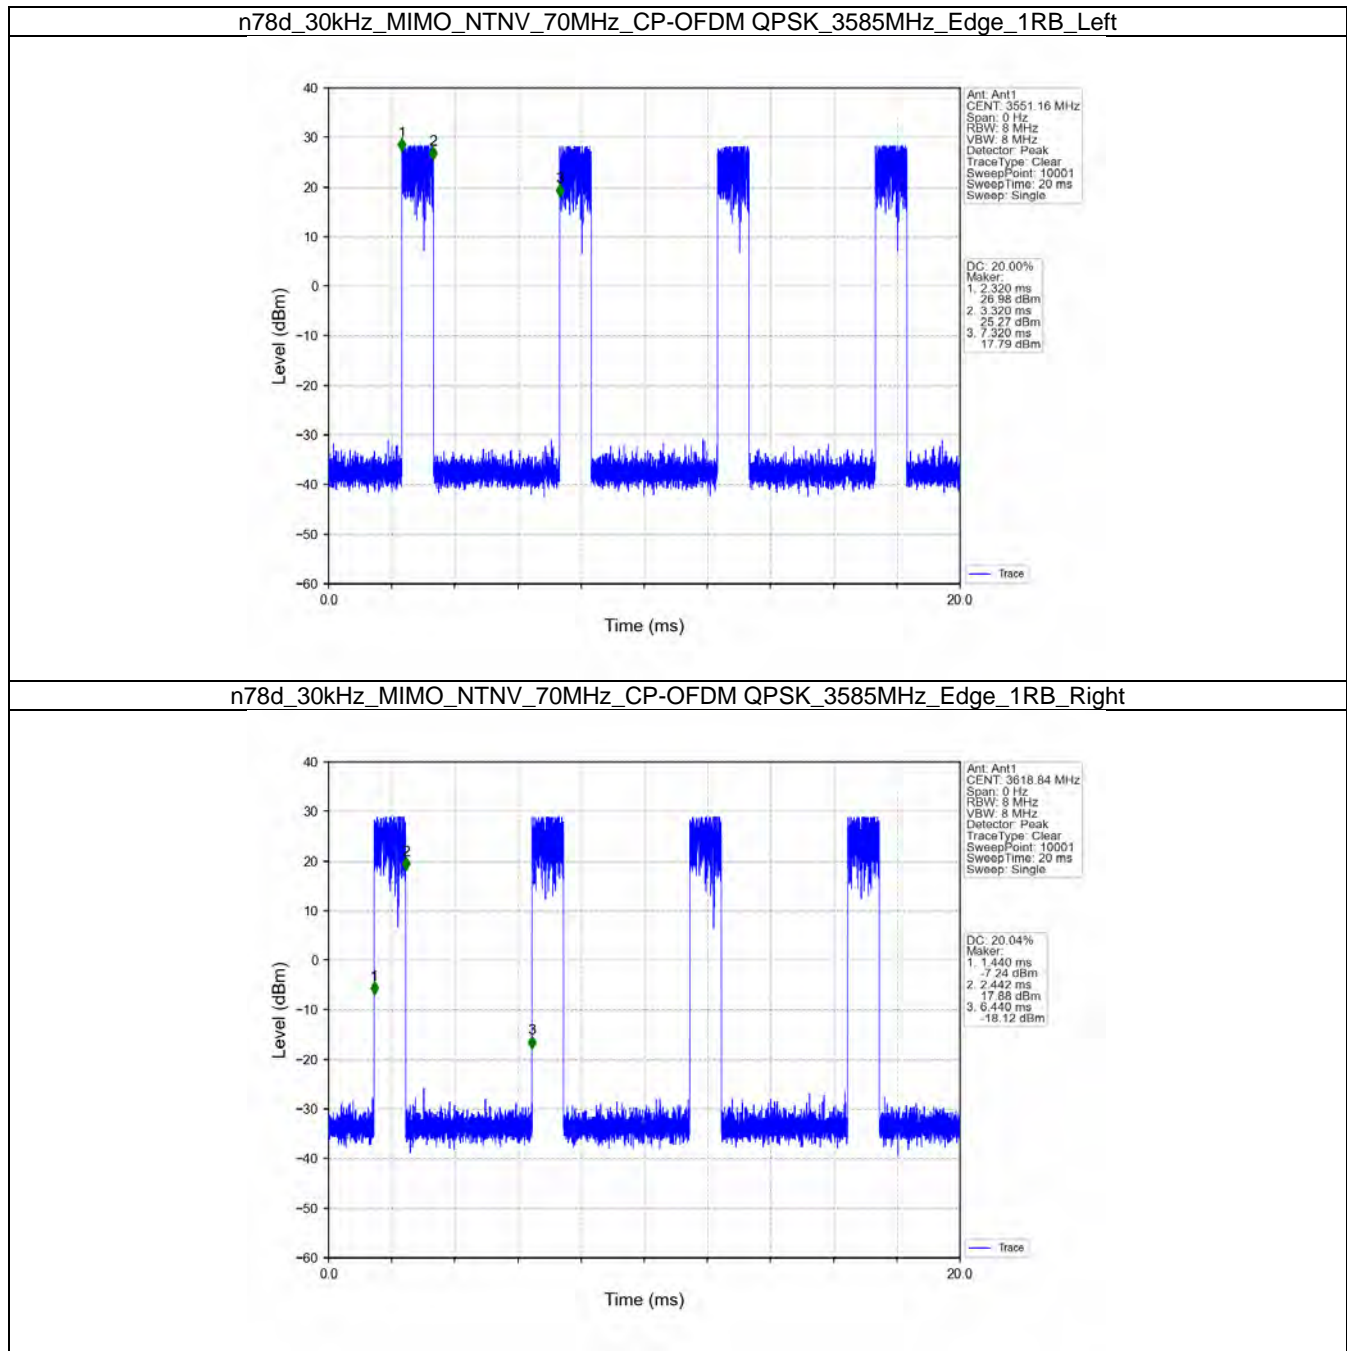 n78d_30kHz_MIMO_NTNV_70MHz_CP-OFDM QPSK_3585MHz_Edge_1RB_Left
40
30
20
10
0
−10
−20
−30
−40
−50
−60
Level (dBm)
1
2
3
0.0
20.0
Time (ms)
Ant: Ant1
CENT: 3551.16 MHz
Span: 0 Hz
RBW: 8 MHz
VBW: 8 MHz
Detector: Peak
TraceType: Clear
SweepPoint: 10001
SweepTime: 20 ms
Sweep: Single
DC: 20.00%
Maker:
1. 2.320 ms
26.98 dBm
2. 3.320 ms
25.27 dBm
3. 7.320 ms
17.79 dBm
Trace
n78d_30kHz_MIMO_NTNV_70MHz_CP-OFDM QPSK_3585MHz_Edge_1RB_Right
40
30
20
10
0
−10
−20
−30
−40
−50
−60
Level (dBm)
1
2
3
0.0
20.0
Time (ms)
Ant: Ant1
CENT: 3618.84 MHz
Span: 0 Hz
RBW: 8 MHz
VBW: 8 MHz
Detector: Peak
TraceType: Clear
SweepPoint: 10001
SweepTime: 20 ms
Sweep: Single
DC: 20.04%
Maker:
1. 1.440 ms
-7.24 dBm
2. 2.442 ms
17.88 dBm
3. 6.440 ms
-18.12 dBm
Trace